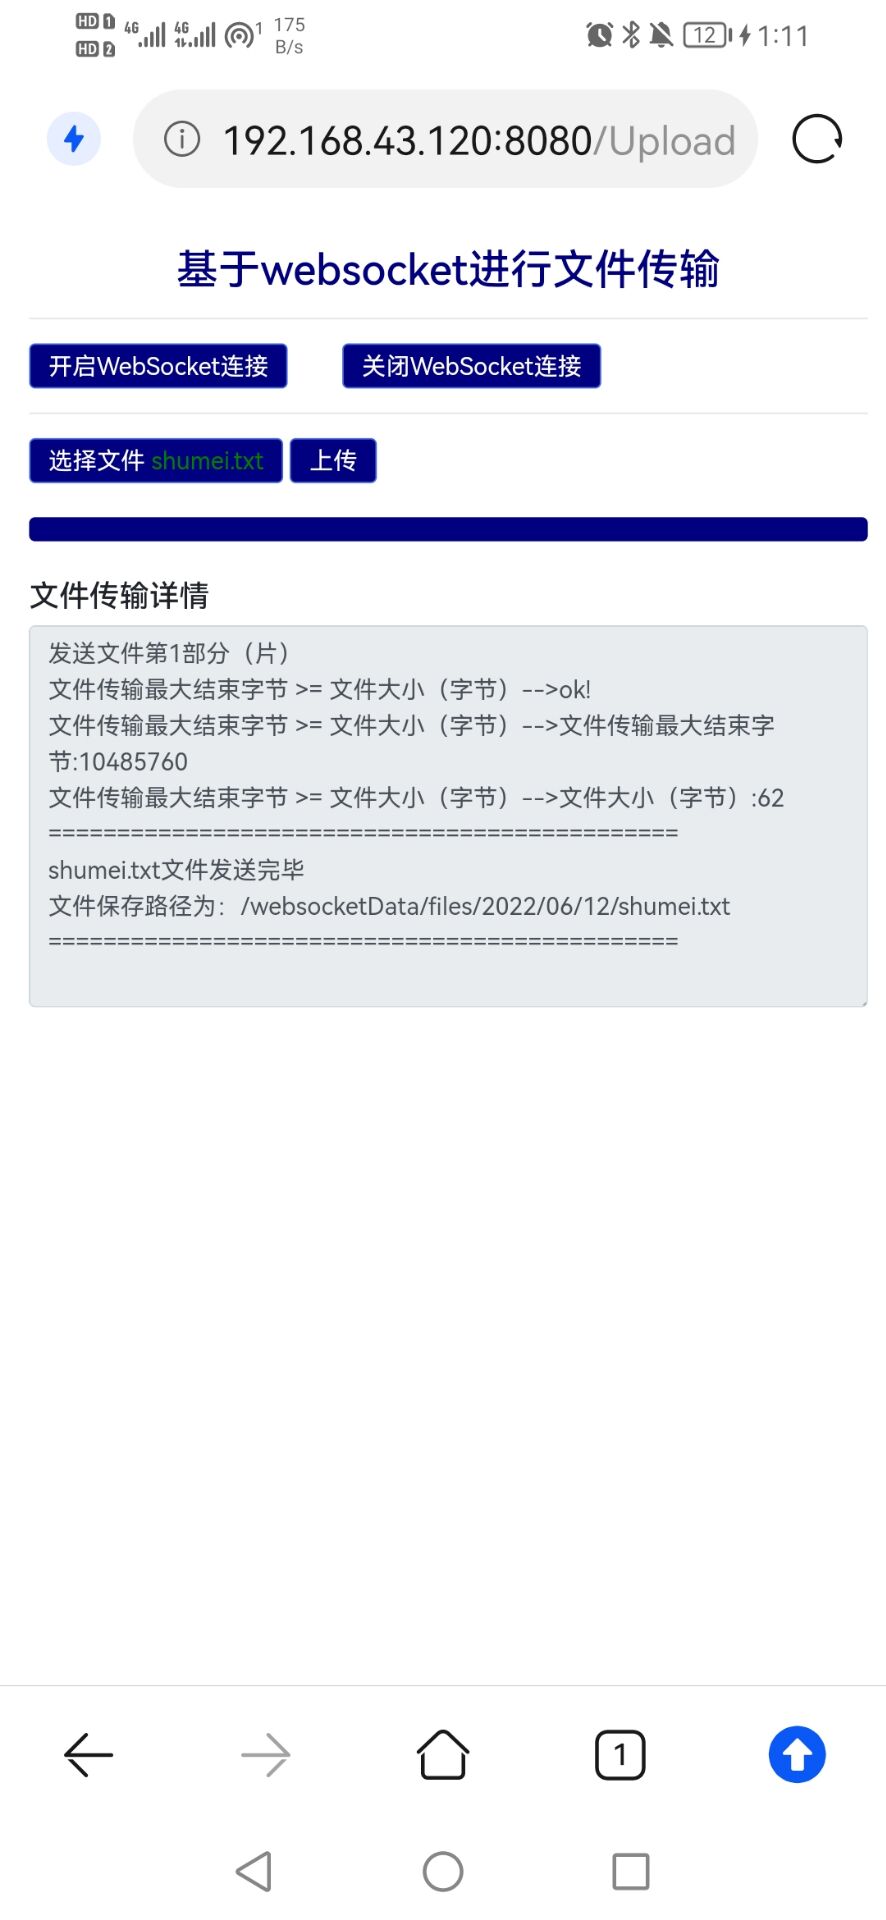 HD 1 4G 4G 1 175
HD 2 B/s
12 1:11
192.168.43.120:8080/Upload
基于websocket进行文件传输
开启WebSocket连接 关闭WebSocket连接
选择文件 shumei.txt 上传
文件传输详情
发送文件第1部分（片）
文件传输最大结束字节 >= 文件大小（字节）-->ok!
文件传输最大结束字节 >= 文件大小（字节）-->文件传输最大结束字
节:10485760
文件传输最大结束字节 >= 文件大小（字节）-->文件大小（字节）:62
==============================================
shumei.txt文件发送完毕
文件保存路径为：/websocketData/files/2022/06/12/shumei.txt
==============================================
1